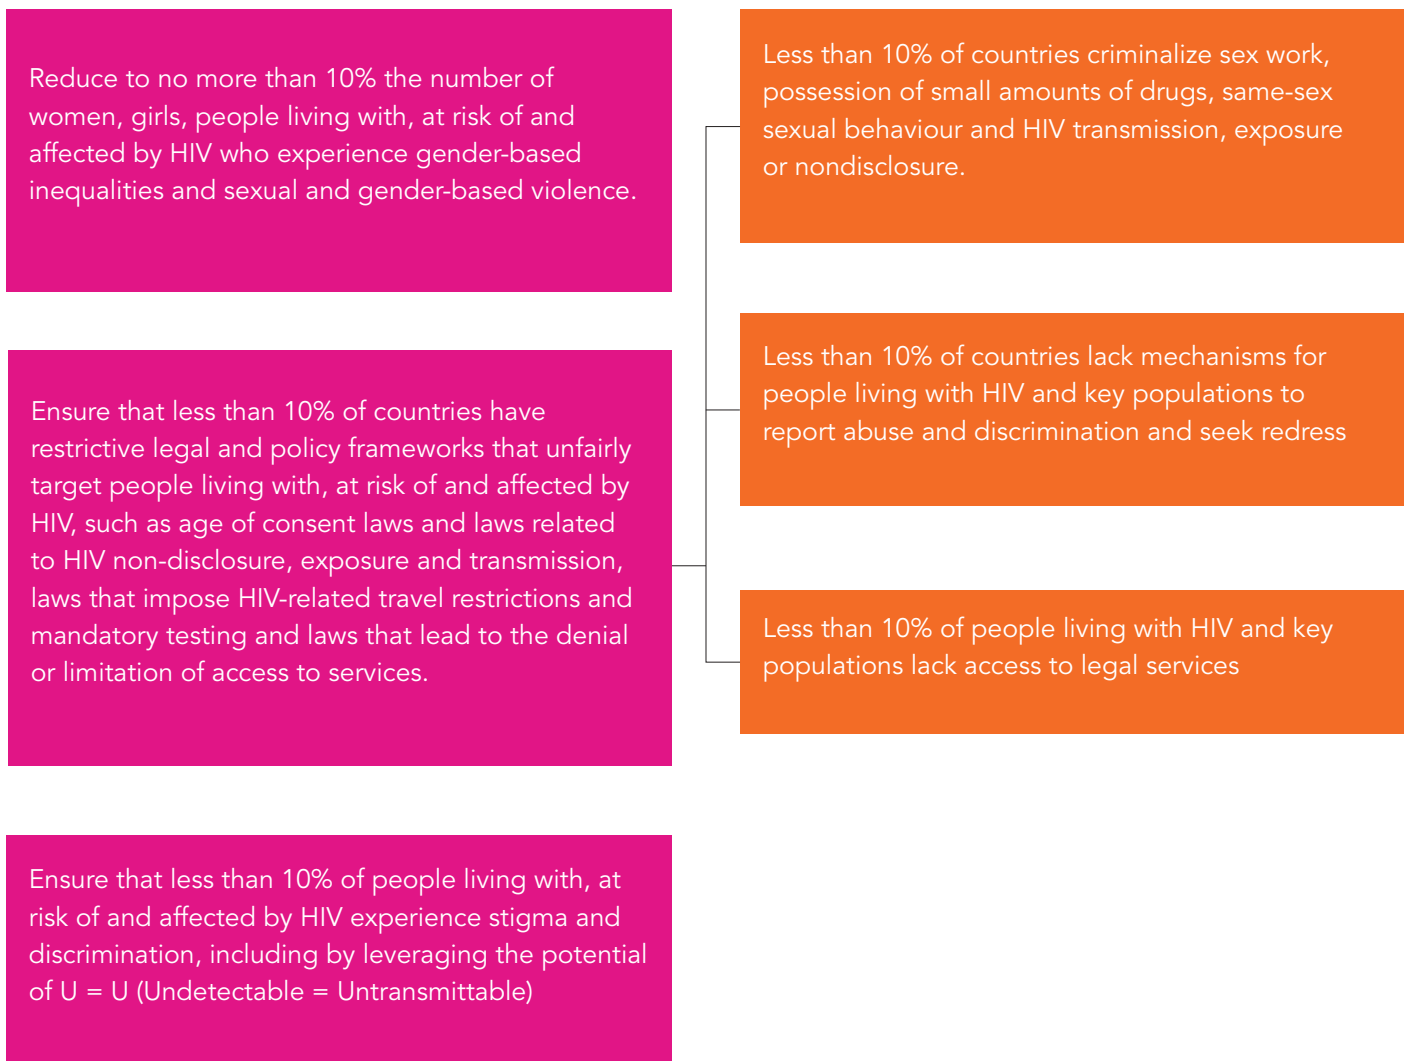 Reduce to no more than 10% the number of
women, girls, people living with, at risk of and
affected by HIV who experience gender-based
inequalities and sexual and gender-based violence.
Ensure that less than 10% of countries have
restrictive legal and policy frameworks that unfairly
target people living with, at risk of and affected by
HIV, such as age of consent laws and laws related
to HIV non-disclosure, exposure and transmission,
laws that impose HIV-related travel restrictions and
mandatory testing and laws that lead to the denial
or limitation of access to services.
Ensure that less than 10% of people living with, at
risk of and affected by HIV experience stigma and
discrimination, including by leveraging the potential
of U = U (Undetectable = Untransmittable)
Less than 10% of countries criminalize sex work,
possession of small amounts of drugs, same-sex
sexual behaviour and HIV transmission, exposure
or nondisclosure.
Less than 10% of countries lack mechanisms for
people living with HIV and key populations to
report abuse and discrimination and seek redress
Less than 10% of people living with HIV and key
populations lack access to legal services